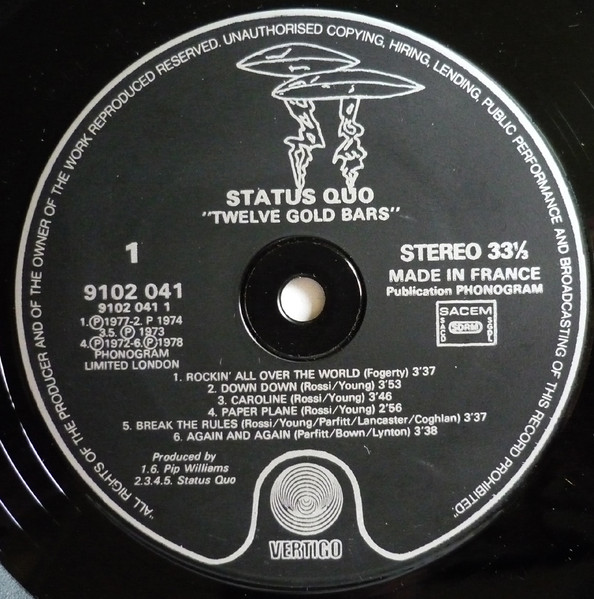 "ALL RIGHTS OF THE PRODUCER AND OF THE OWNER OF THE WORK REPRODUCED RESERVED. UNAUTHORISED COPYING, HIRING, LENDING, PUBLIC PERFORMANCE AND BROADCASTING OF THIS RECORD PROHIBITED"
STATUS QUO
"TWELVE GOLD BARS"
1
9102 041
9102 041 1
1.Ⓟ1977-2. P 1974
3.5. Ⓟ 1973
4.Ⓟ1972-6.Ⓟ1978
PHONOGRAM
LIMITED LONDON
STEREO 33⅓
MADE IN FRANCE
Publication PHONOGRAM
SACEM
SACD SDRM SGDL
1. ROCKIN' ALL OVER THE WORLD (Fogerty) 3'37
2. DOWN DOWN (Rossi/Young) 3'53
3. CAROLINE (Rossi/Young) 3'46
4. PAPER PLANE (Rossi/Young) 2'56
5. BREAK THE RULES (Rossi/Young/Parfitt/Lancaster/Coghlan) 3'37
6. AGAIN AND AGAIN (Parfitt/Bown/Lynton) 3'38
Produced by
1.6. Pip Williams
2.3.4.5. Status Quo
VERTIGO